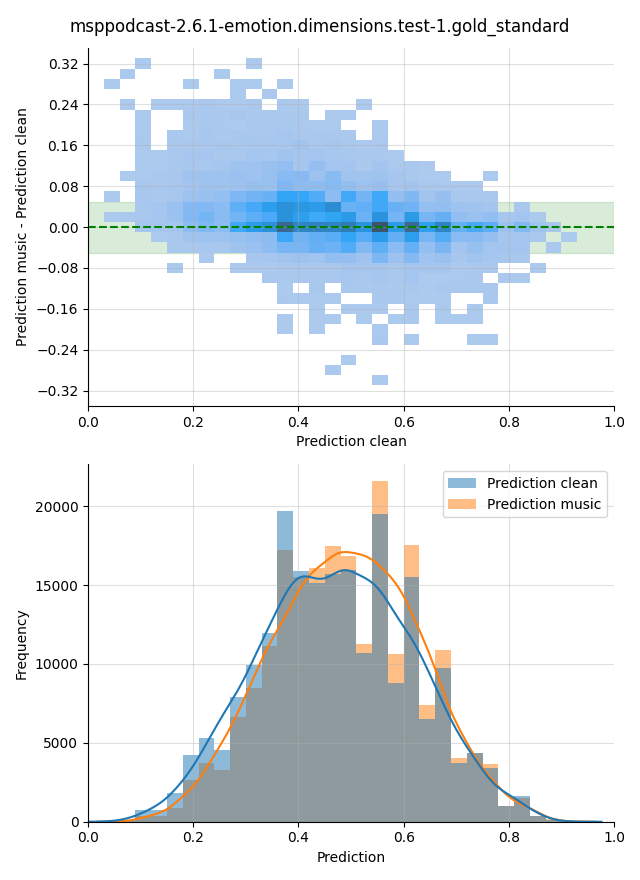 msppodcast-2.6.1-emotion.dimensions.test-1.gold_standard
Prediction music - Prediction clean
0.32
0.24
0.16
0.08
0.00
−0.08
−0.16
−0.24
−0.32
0.0 0.2 0.4 0.6 0.8 1.0
Prediction clean
Prediction clean
Prediction music
Frequency
20000
15000
10000
5000
0
0.0 0.2 0.4 0.6 0.8 1.0
Prediction